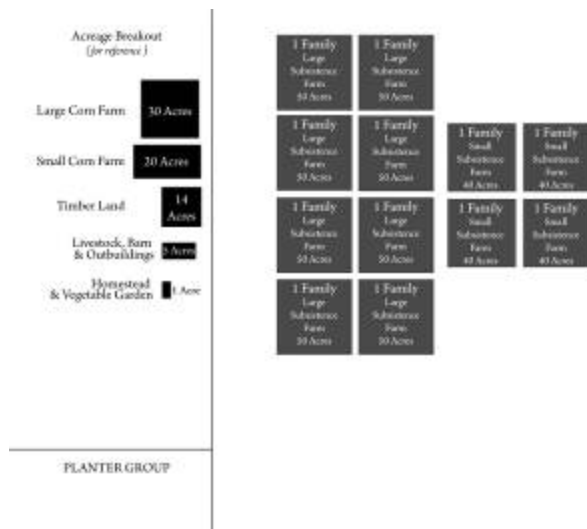 Acreage Breakout
(for reference)
Large Corn Farm
30 Acres
Small Corn Farm
20 Acres
Timber Land
14
Acres
Livestock, Barn
& Outbuildings
5 Acres
Homestead
& Vegetable Garden
1 Acre
PLANTER GROUP
1 Family
Large
Subsistence
Farm
50 Acres
1 Family
Large
Subsistence
Farm
50 Acres
1 Family
Large
Subsistence
Farm
50 Acres
1 Family
Large
Subsistence
Farm
50 Acres
1 Family
Small
Subsistence
Farm
40 Acres
1 Family
Small
Subsistence
Farm
40 Acres
1 Family
Large
Subsistence
Farm
50 Acres
1 Family
Large
Subsistence
Farm
50 Acres
1 Family
Small
Subsistence
Farm
40 Acres
1 Family
Small
Subsistence
Farm
40 Acres
1 Family
Large
Subsistence
Farm
50 Acres
1 Family
Large
Subsistence
Farm
50 Acres